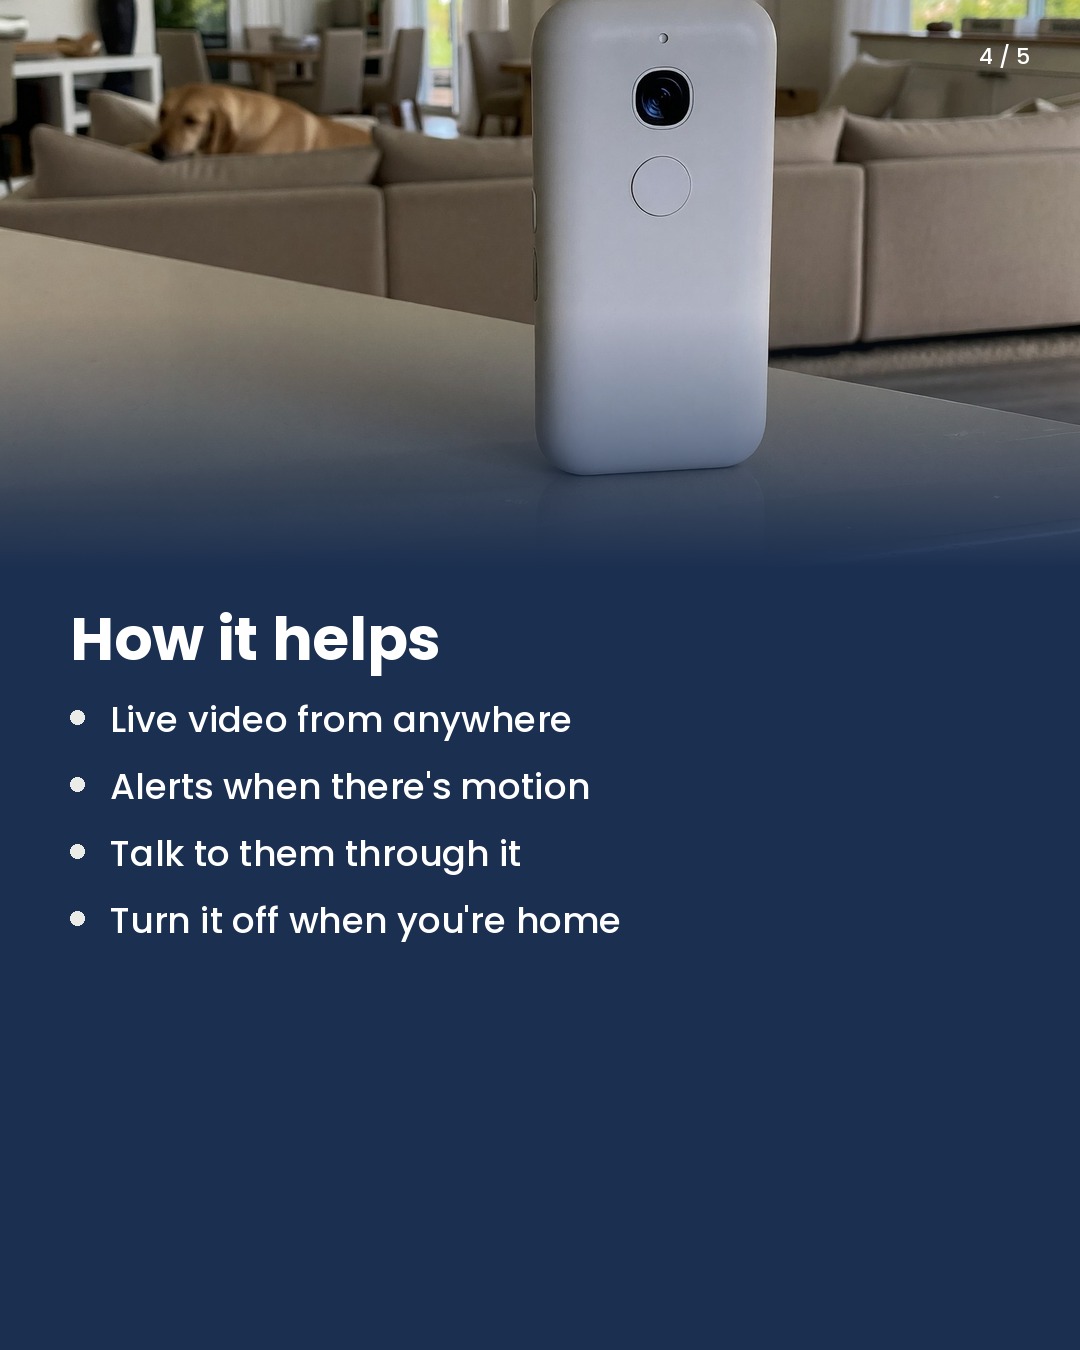 4 / 5
How it helps
Live video from anywhere
Alerts when there's motion
Talk to them through it
Turn it off when you're home